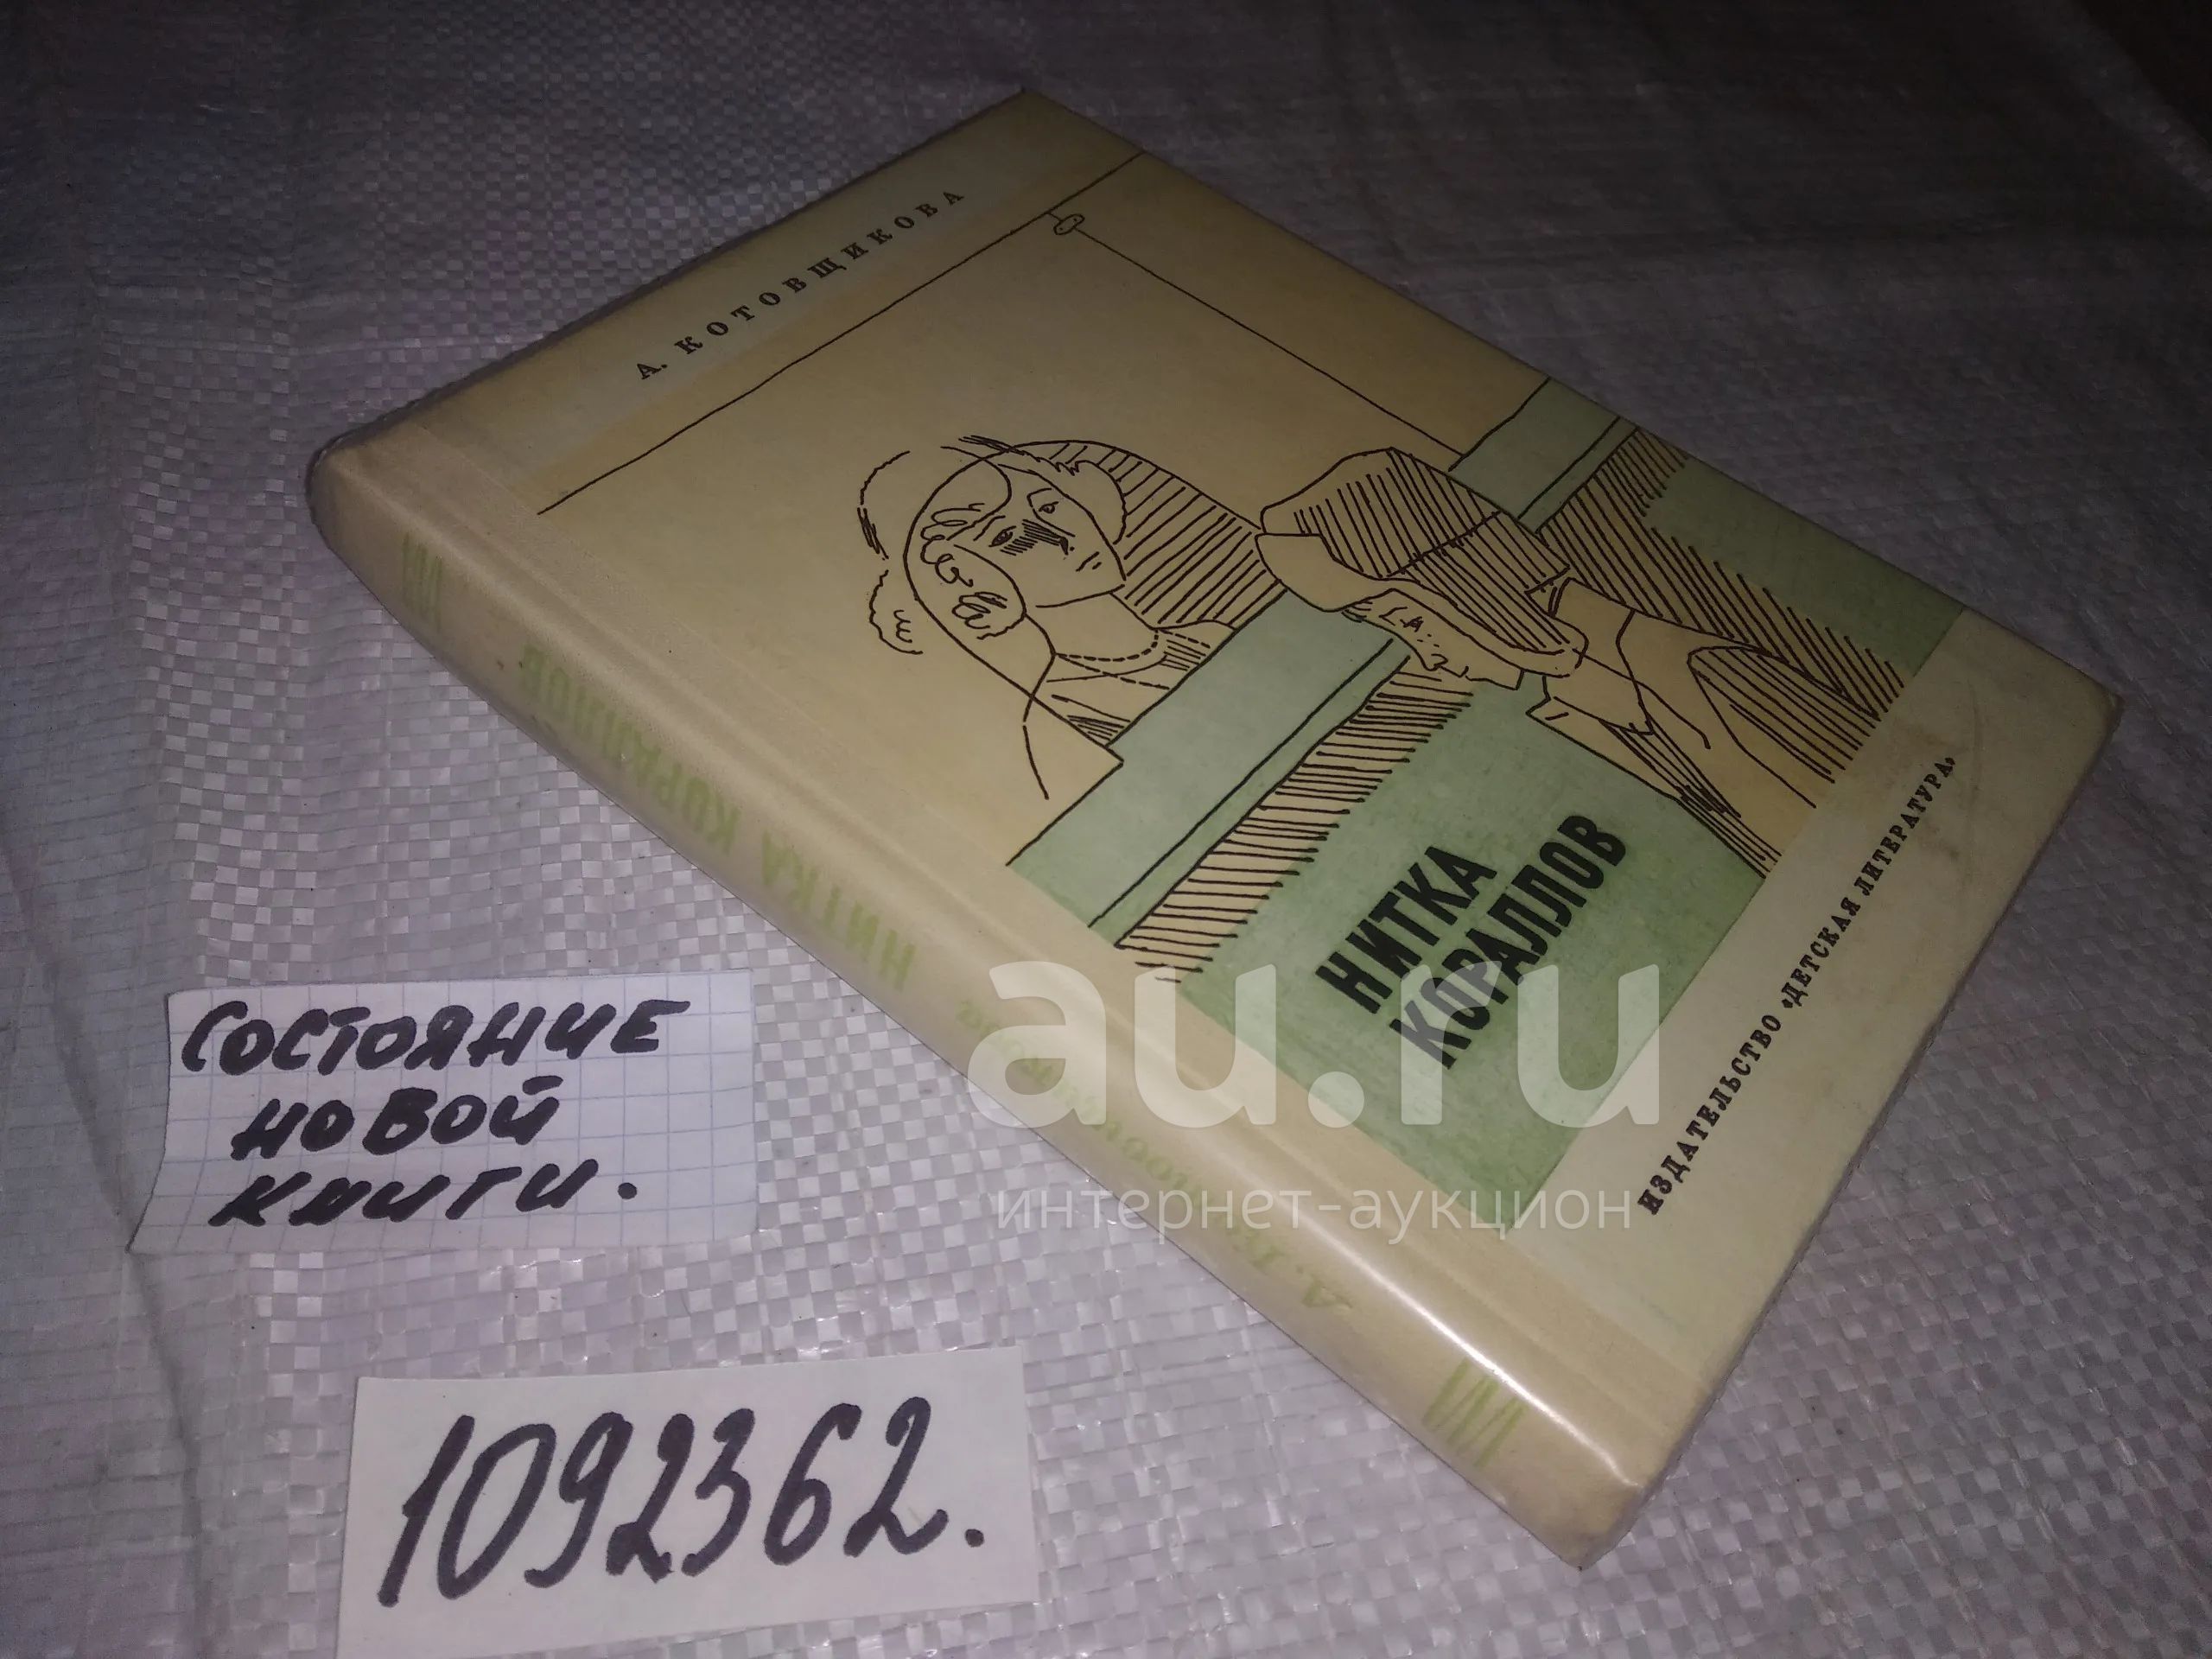 А. КОТОВЩИКОВА
НИТКА
КОРАЛЛОВ
ИЗДАТЕЛЬСТВО «ДЕТСКАЯ ЛИТЕРАТУРА»
А. Котовщикова НИТКА КОРАЛЛОВ
au.ru
интернет-аукцион
СОСТОЯНИЕ
НОВОЙ
КНИГИ.
1092362.